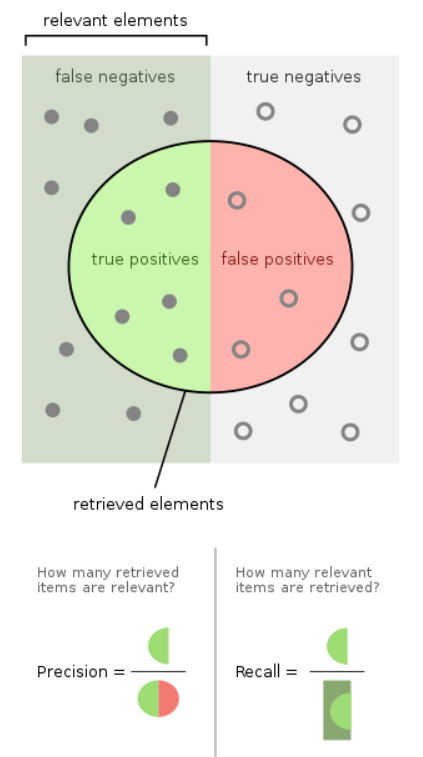 relevant elements
false negatives
true negatives
true positives
false positives
retrieved elements
How many retrieved
items are relevant?
How many relevant
items are retrieved?
Precision =
Recall =